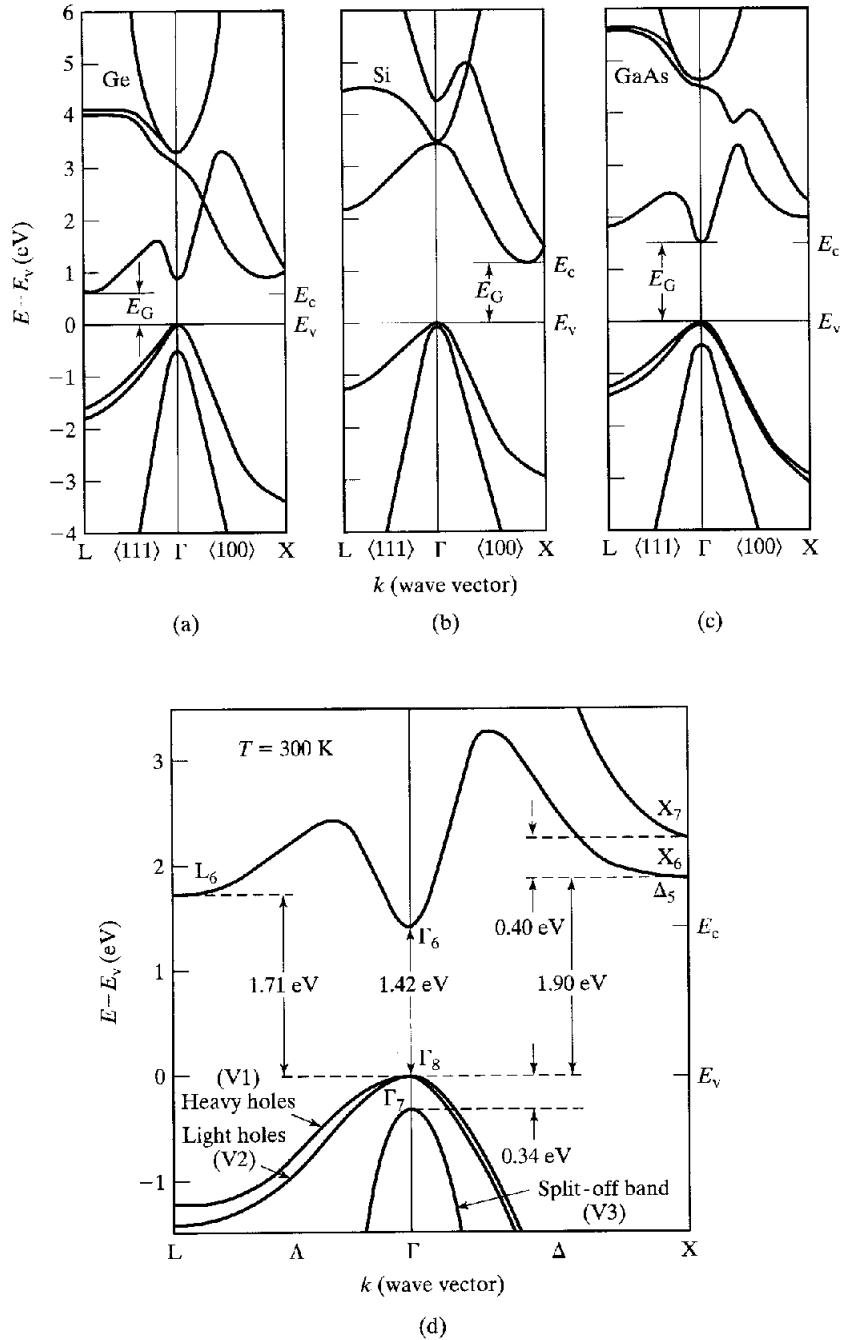 6
5
4
3
2
1
0
−1
−2
−3
−4
E − Ev (eV)
Ge
EG
Ec
Ev
L ⟨111⟩ Γ ⟨100⟩ X
(a)
Si
EG
Ec
Ev
L ⟨111⟩ Γ ⟨100⟩ X
k (wave vector)
(b)
GaAs
EG
Ec
Ev
L ⟨111⟩ Γ ⟨100⟩ X
(c)
T = 300 K
3
2
1
0
−1
E − Ev (eV)
L6
X7
X6
Δ5
Γ6
0.40 eV
Ec
1.71 eV
1.42 eV
1.90 eV
Γ8
Ev
(V1)
Heavy holes
Γ7
Light holes
(V2)
0.34 eV
Split-off band
(V3)
L Λ Γ Δ X
k (wave vector)
(d)